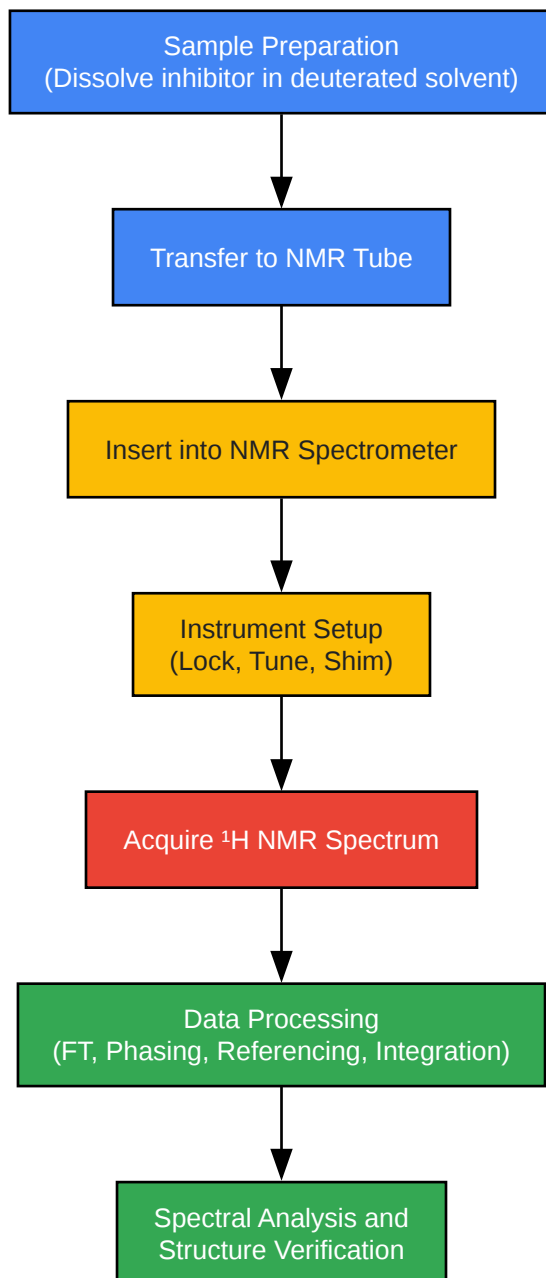 Sample Preparation
(Dissolve inhibitor in deuterated solvent)
Transfer to NMR Tube
Insert into NMR Spectrometer
Instrument Setup
(Lock, Tune, Shim)
Acquire ¹H NMR Spectrum
Data Processing
(FT, Phasing, Referencing, Integration)
Spectral Analysis and
Structure Verification